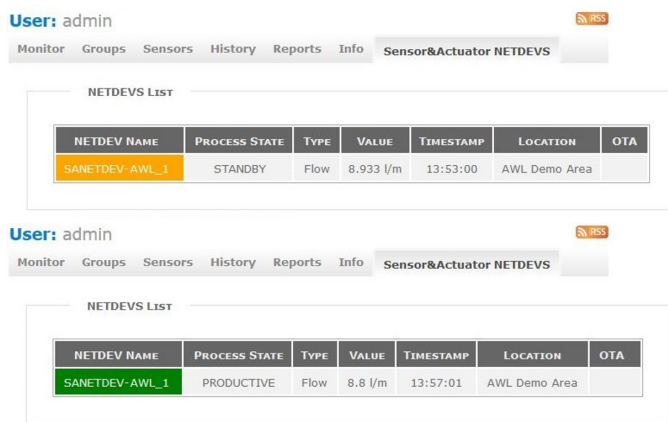 User: admin
RSS
Monitor Groups Sensors History Reports Info Sensor&Actuator NETDEVS
NETDEVS LIST
NETDEV NAME PROCESS STATE TYPE VALUE TIMESTAMP LOCATION OTA
SANETDEV-AWL_1 STANDBY Flow 8.933 l/m 13:53:00 AWL Demo Area
User: admin
RSS
Monitor Groups Sensors History Reports Info Sensor&Actuator NETDEVS
NETDEVS LIST
NETDEV NAME PROCESS STATE TYPE VALUE TIMESTAMP LOCATION OTA
SANETDEV-AWL_1 PRODUCTIVE Flow 8.8 l/m 13:57:01 AWL Demo Area